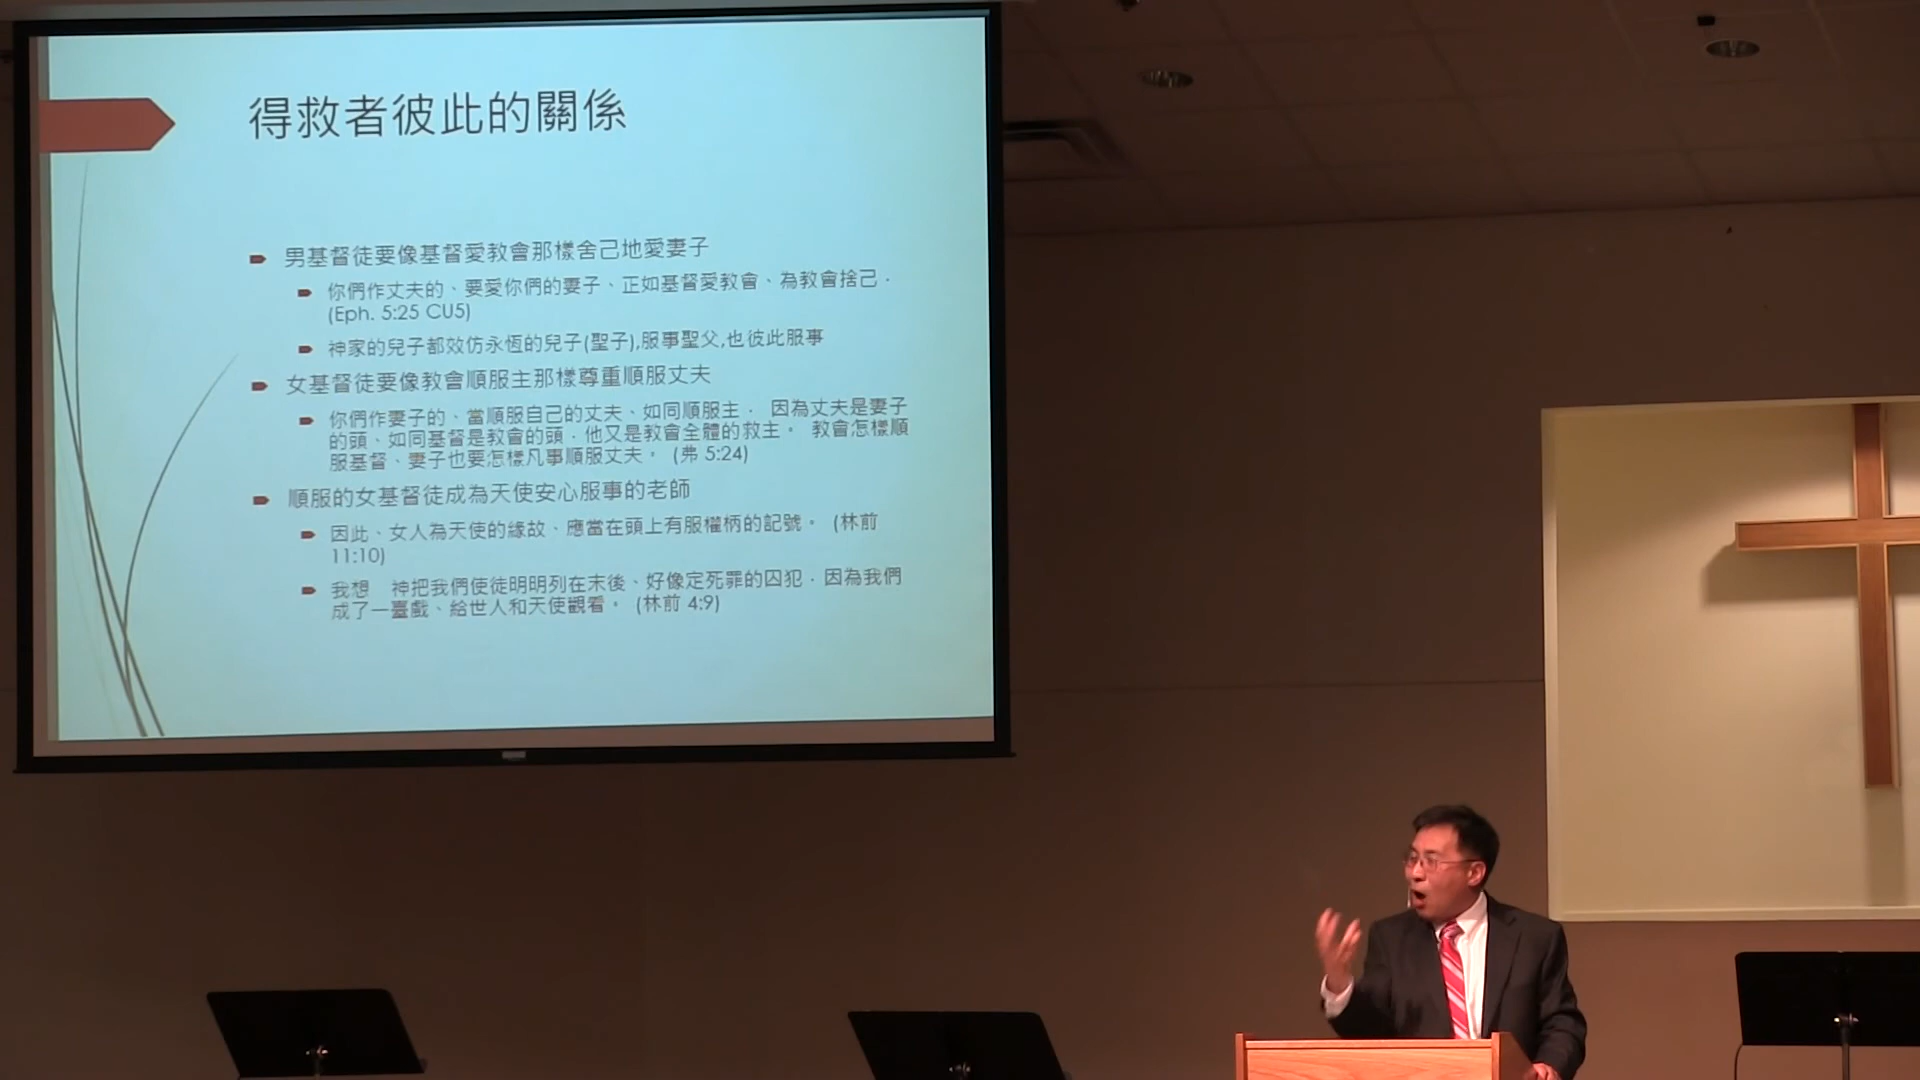 得救者彼此的關係
男基督徒要像基督愛教會那樣舍己地愛妻子
你們作丈夫的、要愛你們的妻子、正如基督愛教會、為教會捨己．
(Eph. 5:25 CU5)
神家的兒子都效仿永恆的兒子(聖子),服事聖父,也彼此服事
女基督徒要像教會順服主那樣尊重順服丈夫
你們作妻子的、當順服自己的丈夫、如同順服主． 因為丈夫是妻子
的頭、如同基督是教會的頭．他又是教會全體的救主。 教會怎樣順
服基督、妻子也要怎樣凡事順服丈夫。 (弗 5:24)
順服的女基督徒成為天使安心服事的老師
因此、女人為天使的緣故、應當在頭上有服權柄的記號。 (林前
11:10)
我想 神把我們使徒明明列在末後、好像定死罪的囚犯．因為我們
成了一臺戲、給世人和天使觀看。 (林前 4:9)